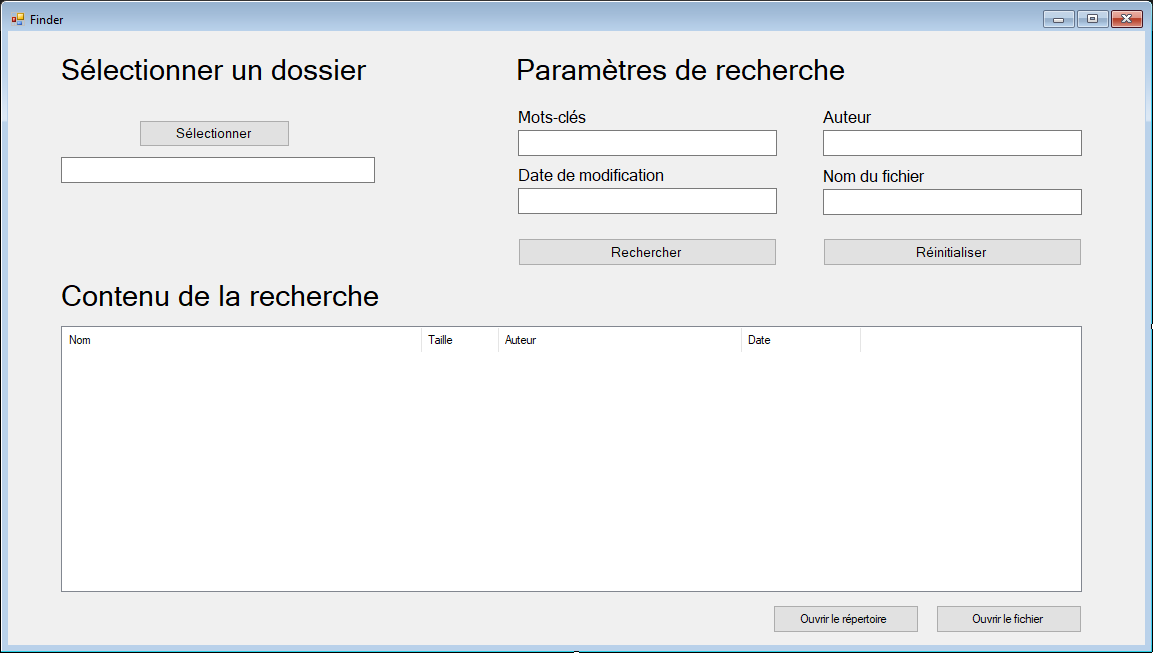 Finder
Sélectionner un dossier
Sélectionner
Paramètres de recherche
Mots-clés
Auteur
Date de modification
Nom du fichier
Rechercher
Réinitialiser
Contenu de la recherche
Nom Taille Auteur Date
Ouvrir le répertoire
Ouvrir le fichier